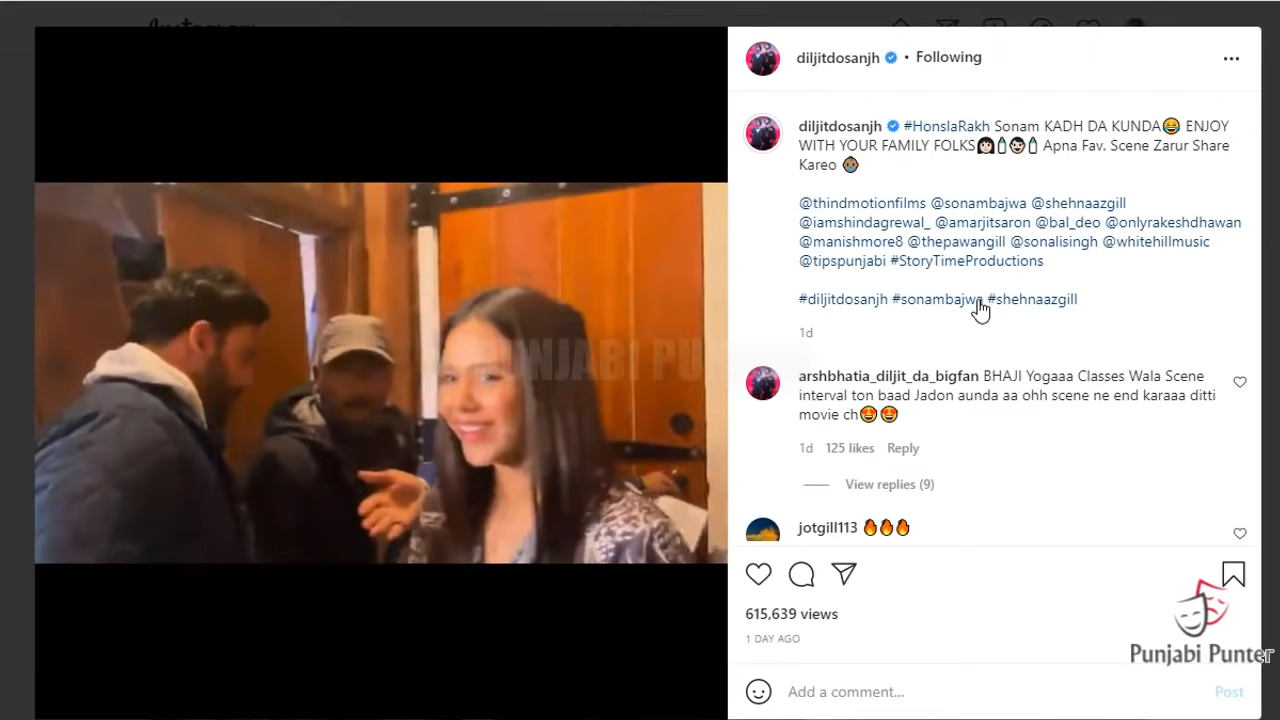 diljitdosanjh • Following
diljitdosanjh #HonslaRakh Sonam KADH DA KUNDA😂 ENJOY
WITH YOUR FAMILY FOLKS👩🏻🍼👨🏻🍼 Apna Fav. Scene Zarur Share
Kareo 👶🏽
@thindmotionfilms @sonambajwa @shehnaazgill
@iamshindagrewal_ @amarjitsaron @bal_deo @onlyrakeshdhawan
@manishmore8 @thepawangill @sonalisingh @whitehillmusic
@tipspunjabi #StoryTimeProductions
#diljitdosanjh #sonambajwa #shehnaazgill
1d
arshbhatia_diljit_da_bigfan BHAJI Yogaaa Classes Wala Scene
interval ton baad Jadon aunda aa ohh scene ne end karaaa ditti
movie ch🤩🤩
1d 125 likes Reply
View replies (9)
jotgill113 🔥🔥🔥
615,639 views
1 DAY AGO
Punjabi Punter
Add a comment... Post